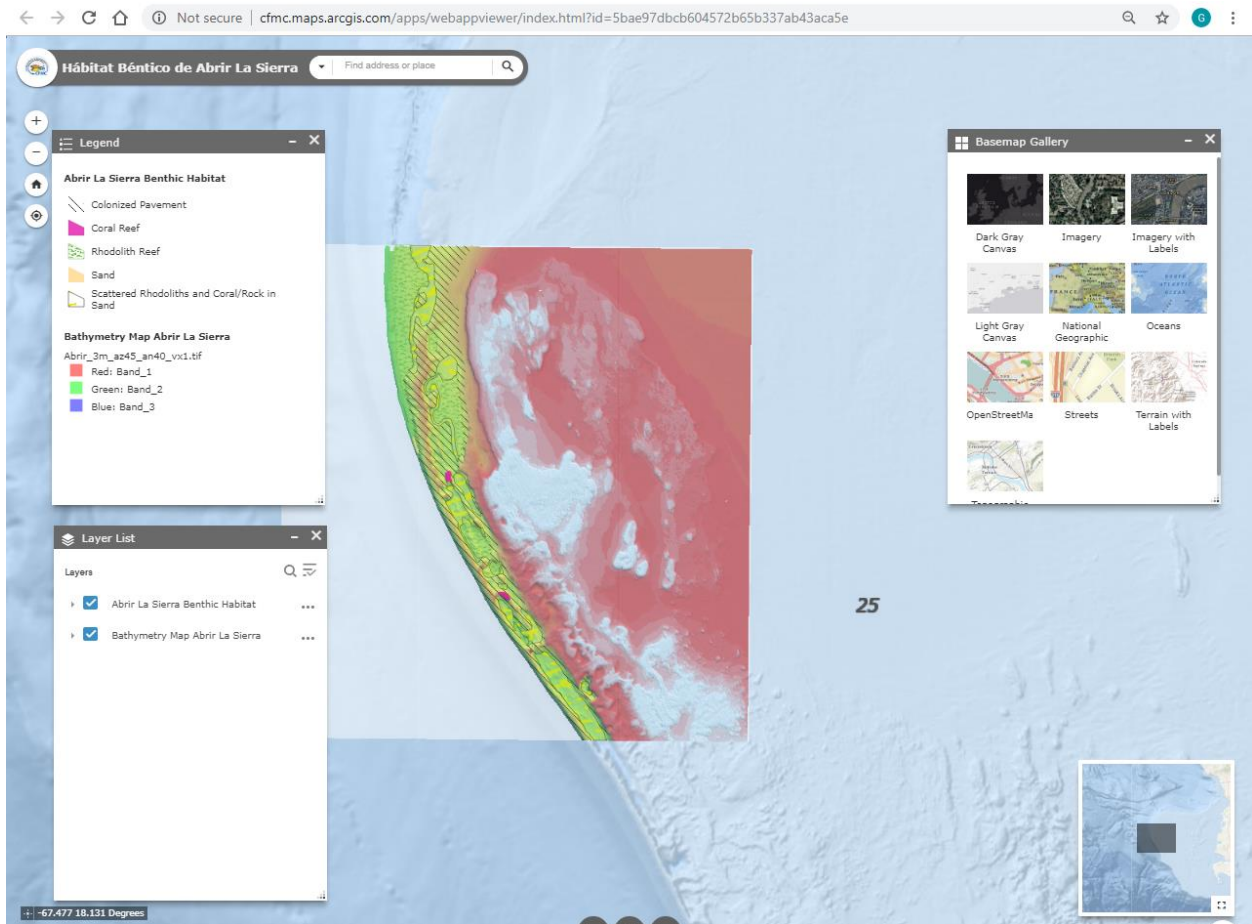 Not secure | cfmc.maps.arcgis.com/apps/webappviewer/index.html?id=5bae97dbcb604572b65b337ab43aca5e
G
Hábitat Béntico de Abrir La Sierra
Find address or place
Legend
Abrir La Sierra Benthic Habitat
Colonized Pavement
Coral Reef
Rhodolith Reef
Sand
Scattered Rhodoliths and Coral/Rock in
Sand
Bathymetry Map Abrir La Sierra
Abrir_3m_az45_an40_vx1.tif
Red: Band_1
Green: Band_2
Blue: Band_3
Layer List
Layers
Abrir La Sierra Benthic Habitat
Bathymetry Map Abrir La Sierra
-67.477 18.131 Degrees
25
Basemap Gallery
Dark Gray
Canvas
Imagery
Imagery with
Labels
Light Gray
Canvas
National
Geographic
Oceans
OpenStreetMa
Streets
Terrain with
Labels